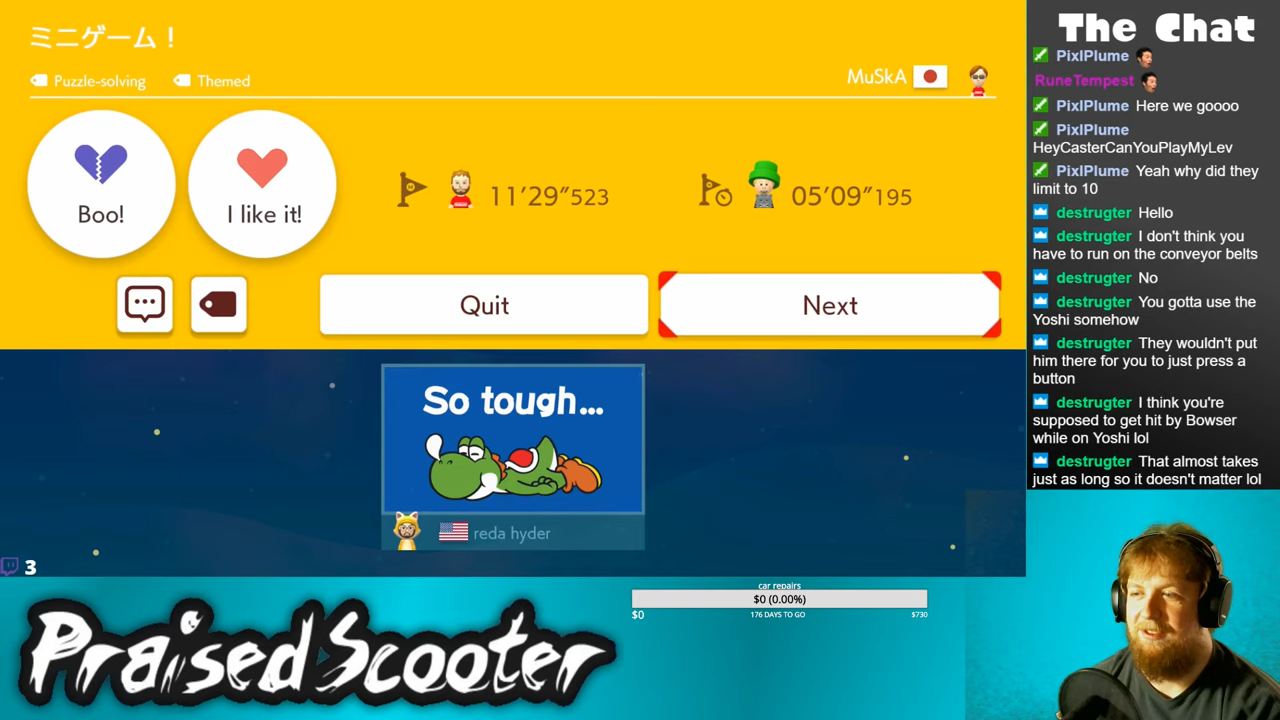 ミニゲーム！
Puzzle-solving
Themed
MuSkA
Boo!
I like it!
11'29"523
05'09"195
Quit
Next
So tough...
reda hyder
3
PraisedScooter
car repairs
$0 (0.00%)
$0
176 DAYS TO GO
$730
The Chat
PixlPlume
RuneTempest
PixlPlume Here we goooo
PixlPlume
HeyCasterCanYouPlayMyLev
PixlPlume Yeah why did they
limit to 10
destrugter Hello
destrugter I don't think you
have to run on the conveyor belts
destrugter No
destrugter You gotta use the
Yoshi somehow
destrugter They wouldn't put
him there for you to just press a
button
destrugter I think you're
supposed to get hit by Bowser
while on Yoshi lol
destrugter That almost takes
just as long so it doesn't matter lol